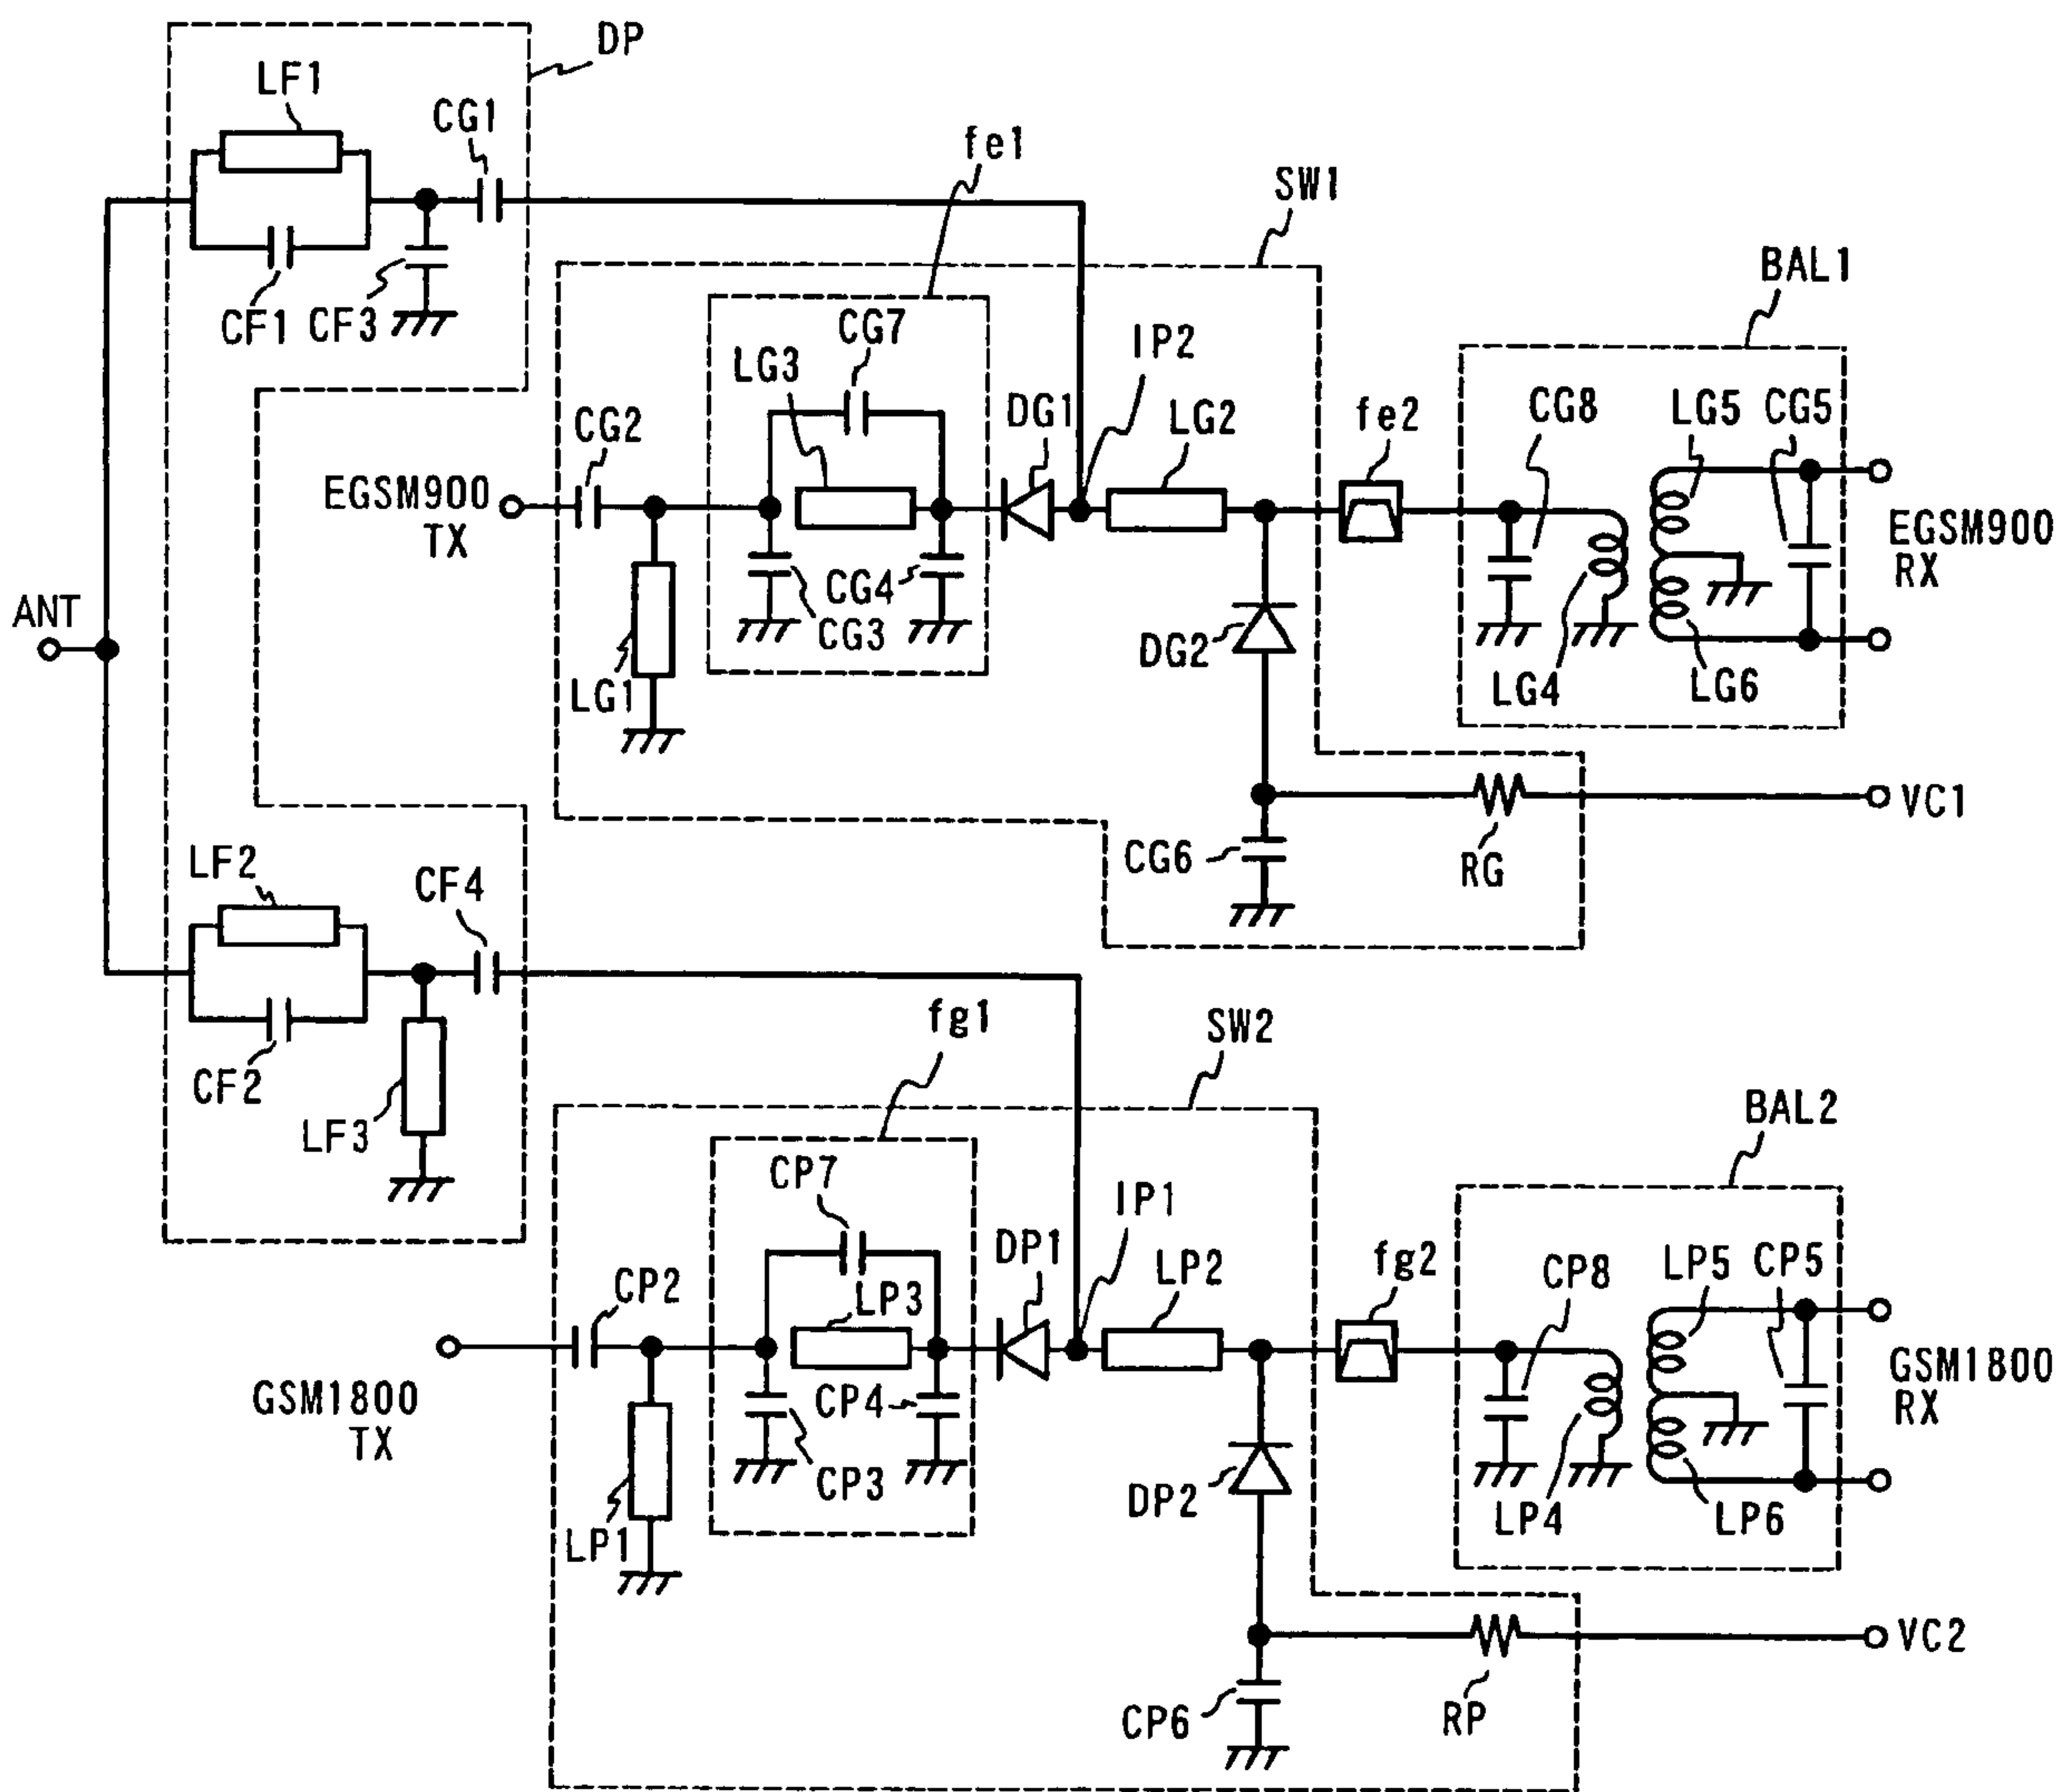 DP
LF1
CG1
fe1
SW1
BAL1
CF1
CF3
CG7
IP2
LG3
DG1
CG8
LG5
CG5
CG2
LG2
fe2
EGSM900
TX
EGSM900
RX
CG4
CG3
ANT
DG2
LG1
LG4
LG6
VC1
LF2
CF4
CG6
RG
fg1
SW2
CF2
BAL2
LF3
CP7
IP1
DP1
fg2
CP8
LP5
CP5
CP2
LP3
LP2
GSM1800
TX
GSM1800
RX
CP4
CP3
DP2
LP4
LP6
LP1
VC2
CP6
RP